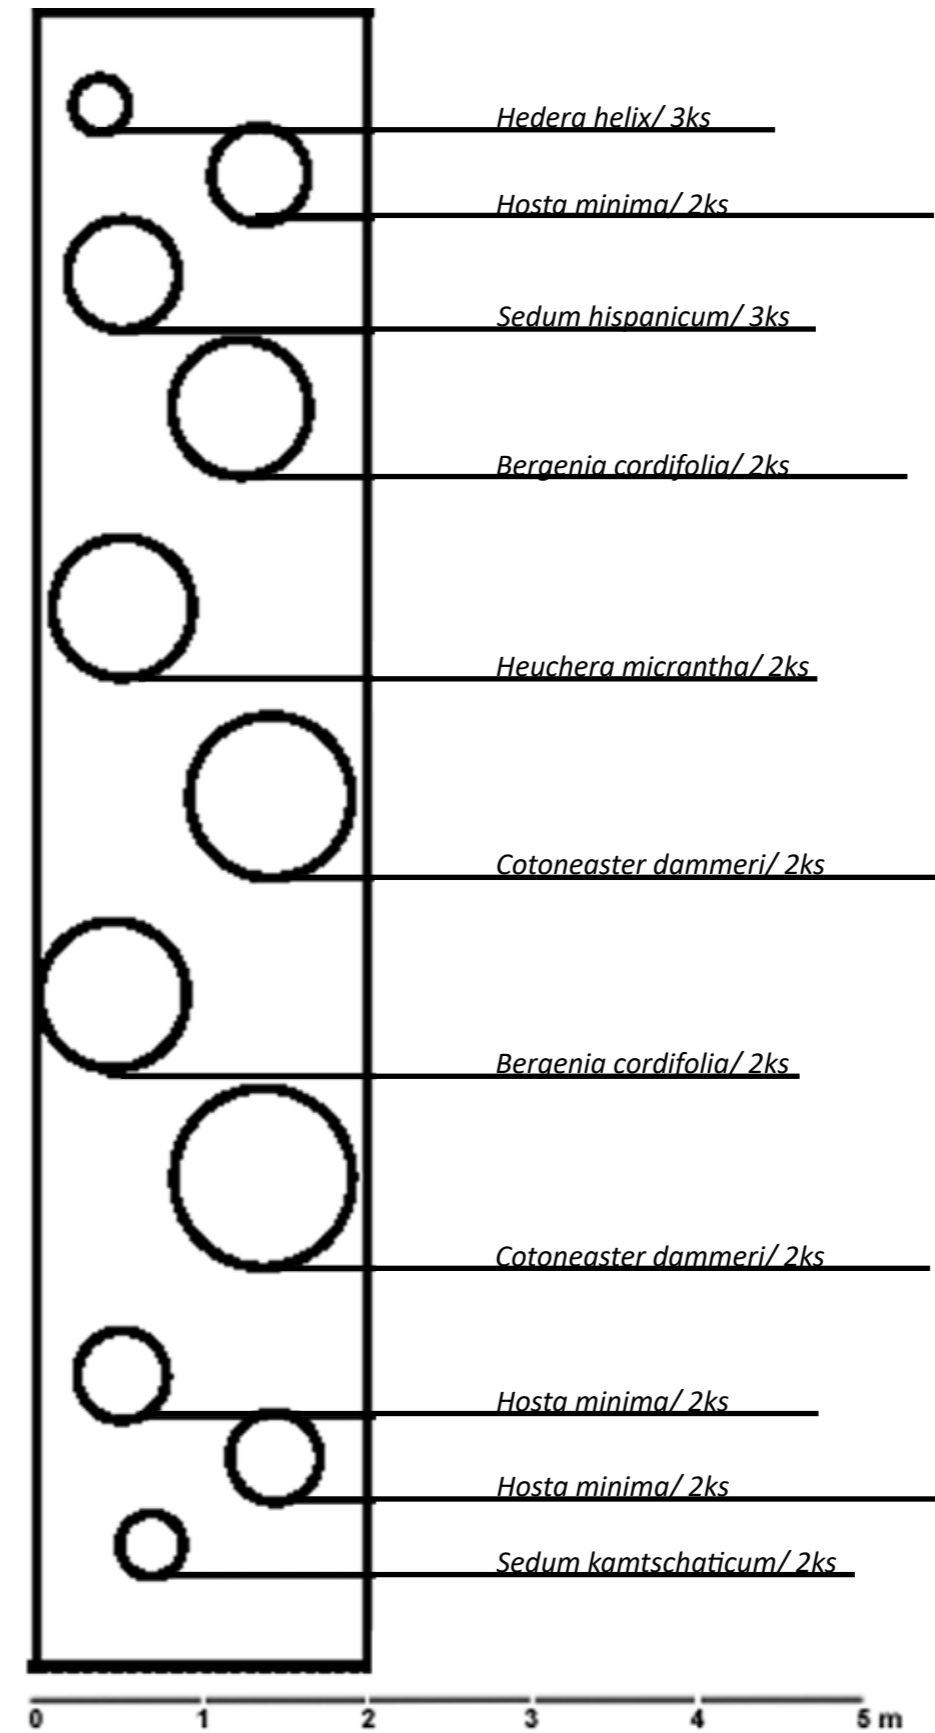 Hedera helix/ 3ks
Hosta minima/ 2ks
Sedum hispanicum/ 3ks
Bergenia cordifolia/ 2ks
Heuchera micrantha/ 2ks
Cotoneaster dammeri/ 2ks
Bergenia cordifolia/ 2ks
Cotoneaster dammeri/ 2ks
Hosta minima/ 2ks
Hosta minima/ 2ks
Sedum kamtschaticum/ 2ks
0 1 2 3 4 5 m